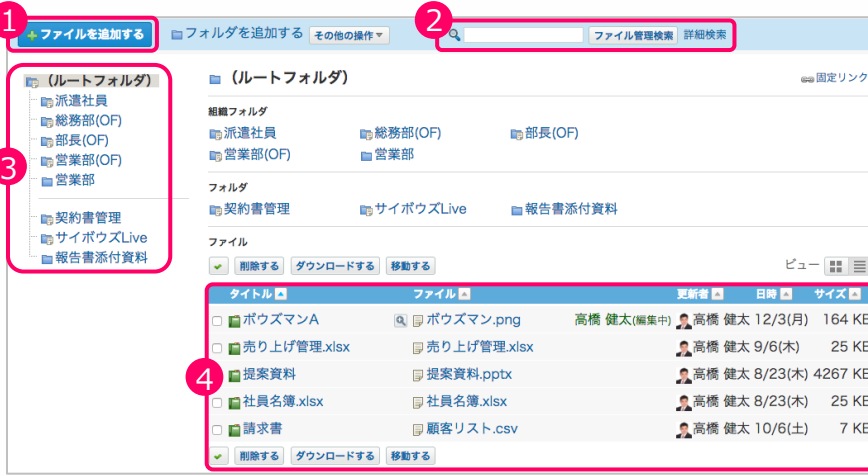 1
+ ファイルを追加する フォルダを追加する その他の操作▼
2
ファイル管理検索 詳細検索
3
(ルートフォルダ)
派遣社員
総務部(OF)
部長(OF)
営業部(OF)
営業部
契約書管理
サイボウズLive
報告書添付資料
(ルートフォルダ) 固定リンク
組織フォルダ
派遣社員 総務部(OF) 部長(OF)
営業部(OF) 営業部
フォルダ
契約書管理 サイボウズLive 報告書添付資料
ファイル
削除する ダウンロードする 移動する ビュー
4
タイトル ファイル 更新者 日時 サイズ
ボウズマンA ボウズマン.png 高橋 健太(編集中) 高橋 健太 12/3(月) 164 KB
売り上げ管理.xlsx 売り上げ管理.xlsx 高橋 健太 9/6(木) 25 KB
提案資料 提案資料.pptx 高橋 健太 8/23(木) 4267 KB
社員名簿.xlsx 社員名簿.xlsx 高橋 健太 8/23(木) 25 KB
請求書 顧客リスト.csv 高橋 健太 10/6(土) 7 KB
削除する ダウンロードする 移動する